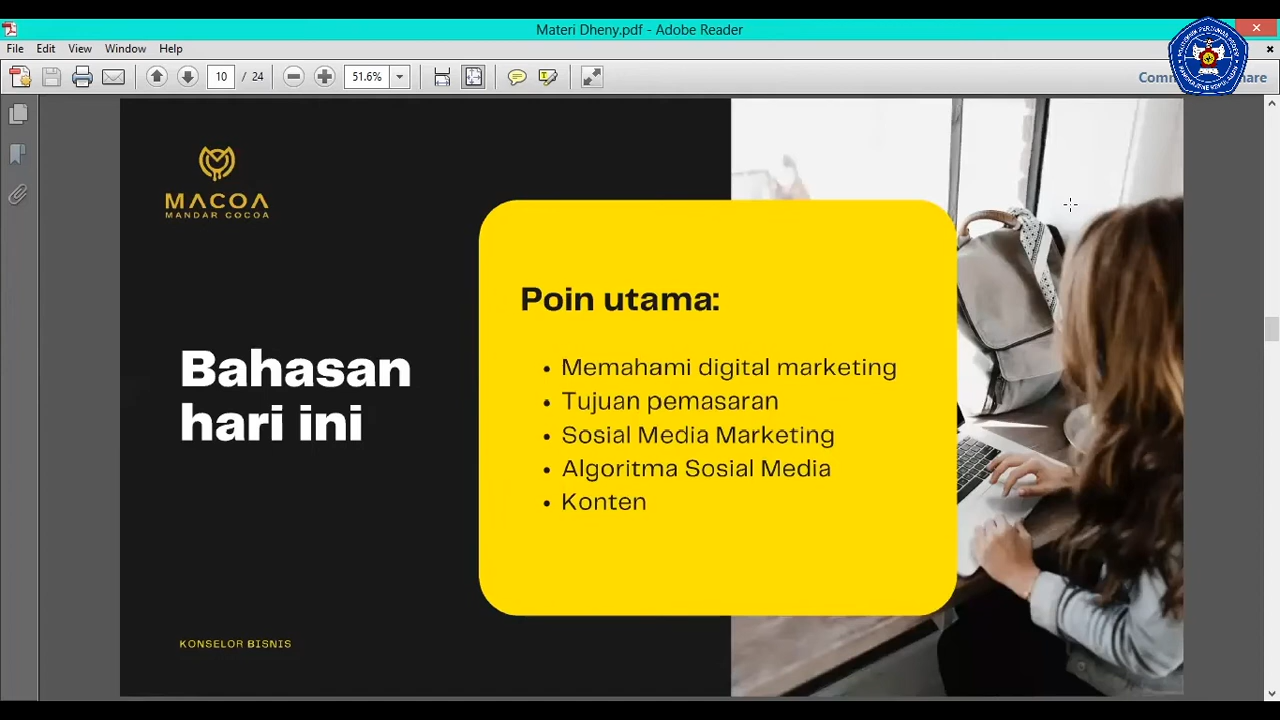 Materi Dheny.pdf - Adobe Reader
File Edit View Window Help
10 / 24 51.6%
MACOA
MANDAR COCOA
Bahasan
hari ini
Poin utama:
• Memahami digital marketing
• Tujuan pemasaran
• Sosial Media Marketing
• Algoritma Sosial Media
• Konten
KONSELOR BISNIS